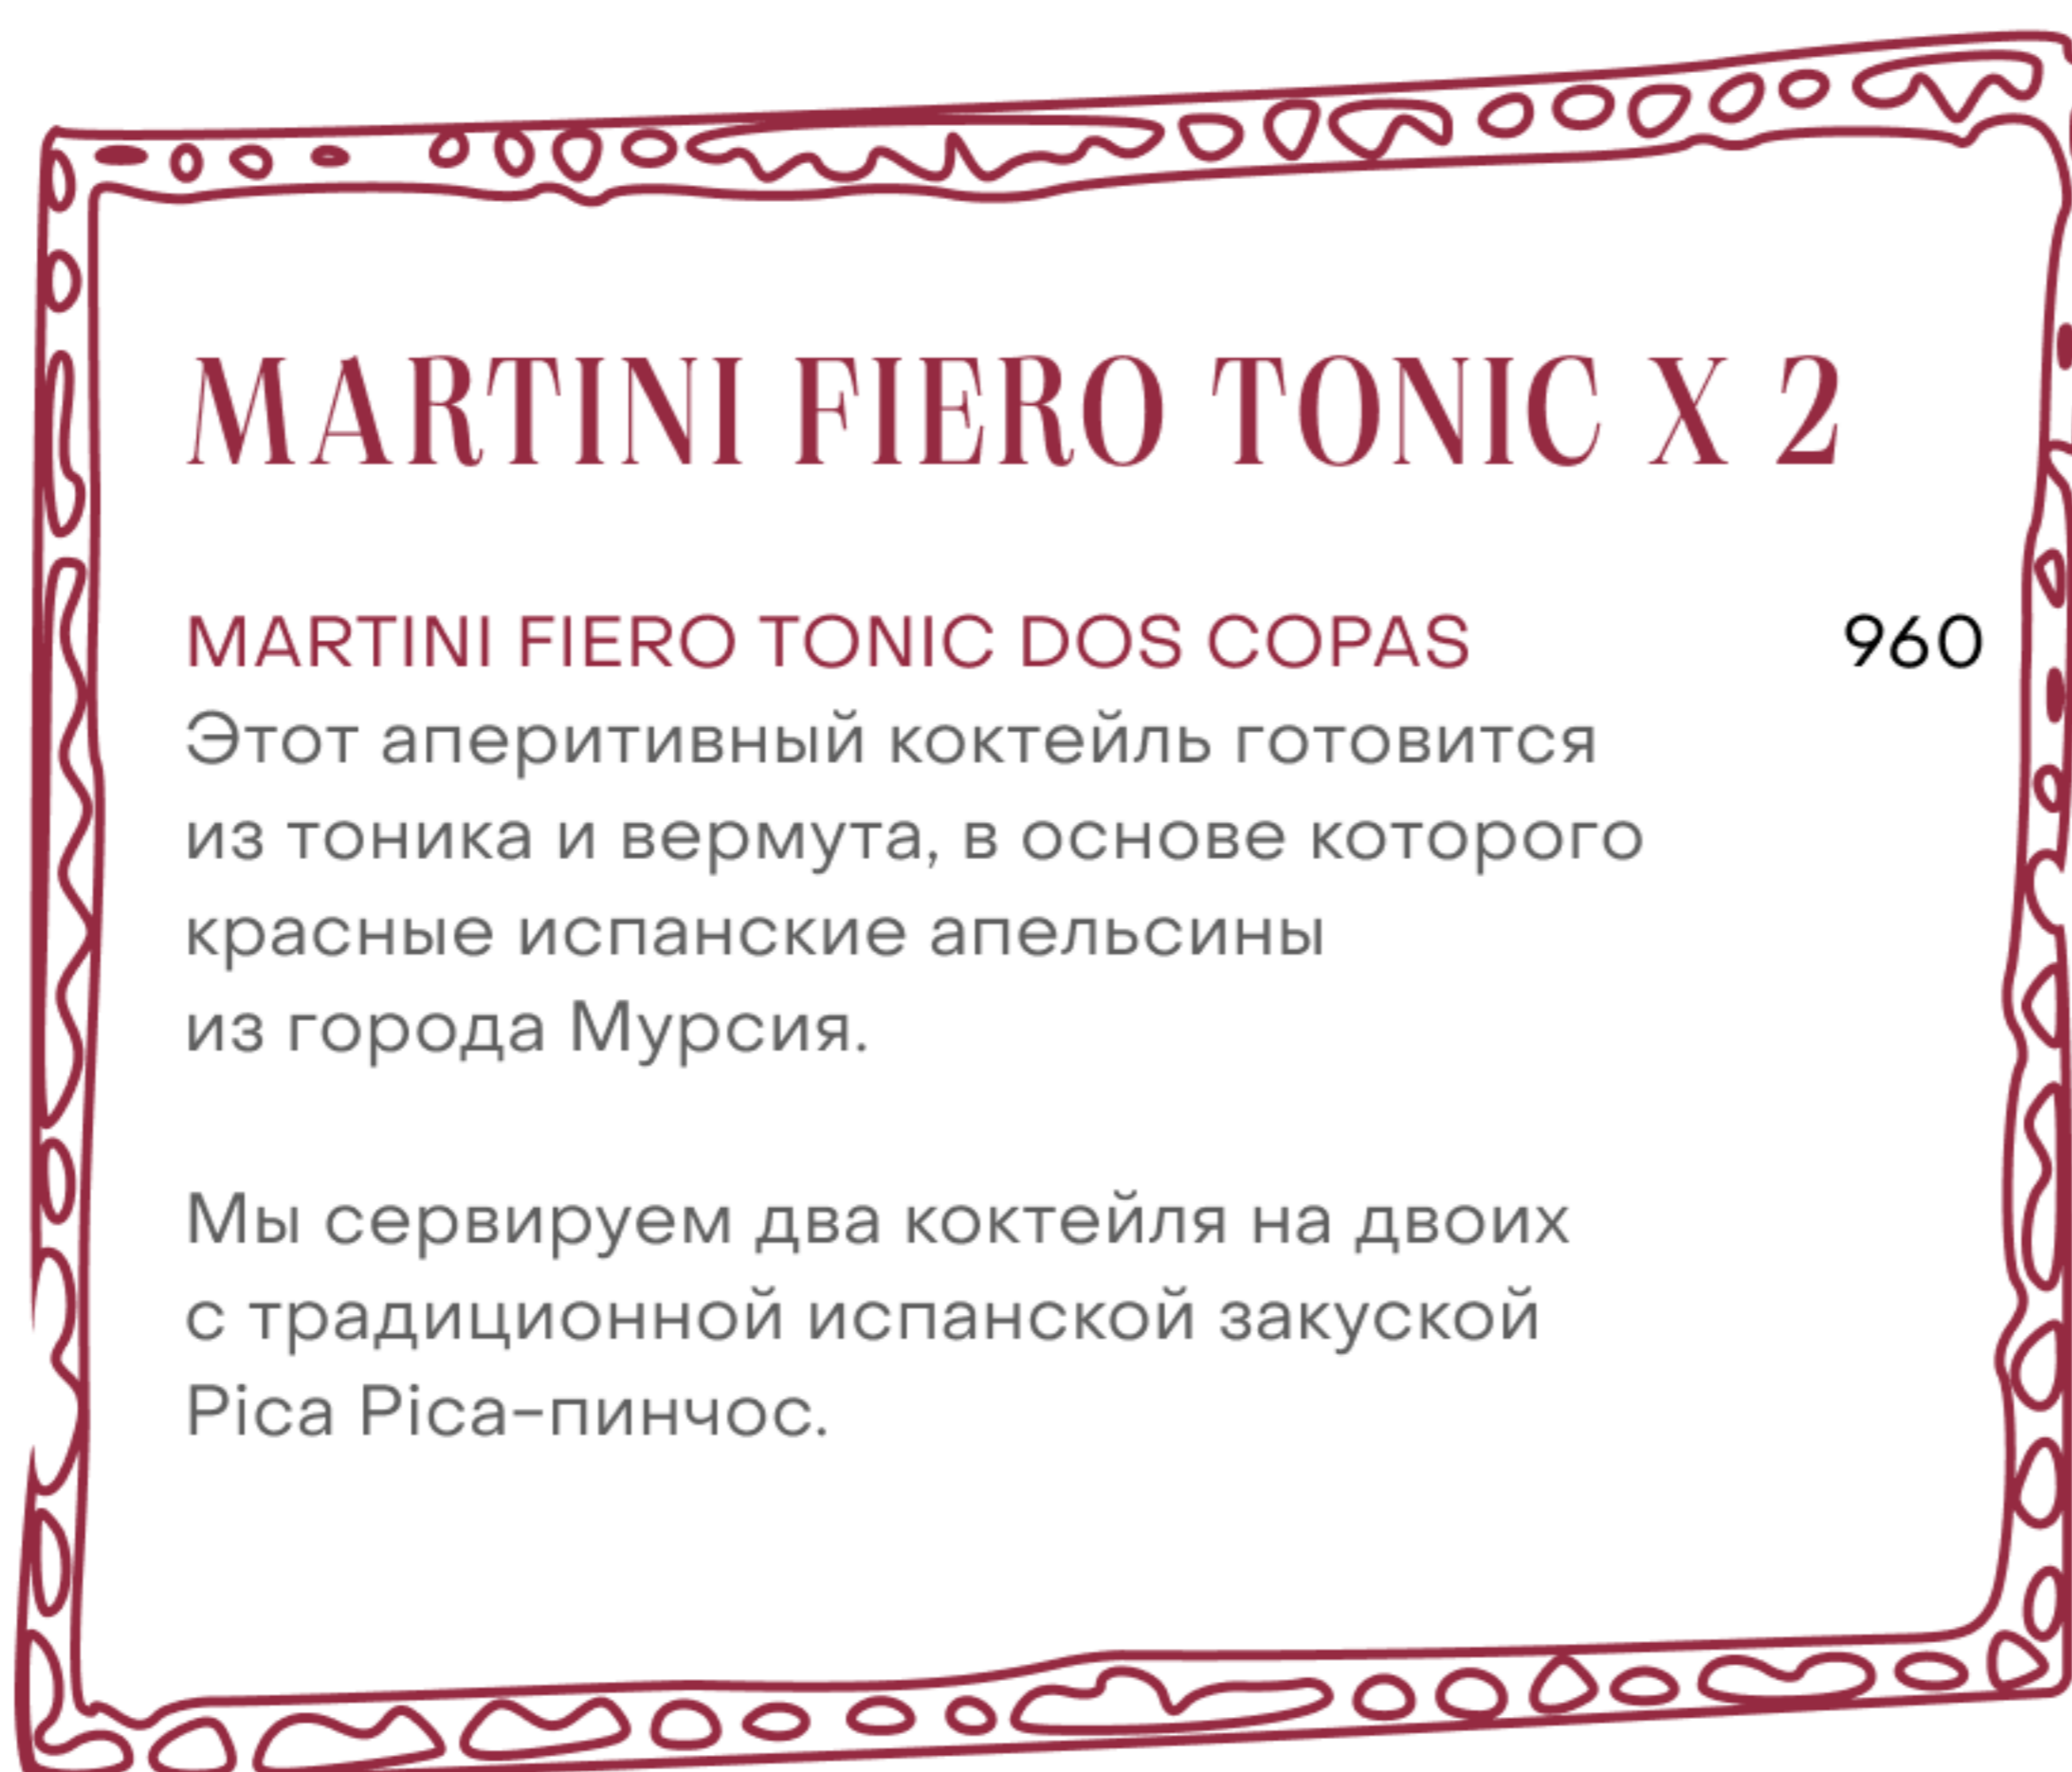 MARTINI FIERO TONIC X 2
MARTINI FIERO TONIC DOS COPAS 960
Этот аперитивный коктейль готовится
из тоника и вермута, в основе которого
красные испанские апельсины
из города Мурсия.
Мы сервируем два коктейля на двоих
с традиционной испанской закуской
Pica Pica-пинчос.